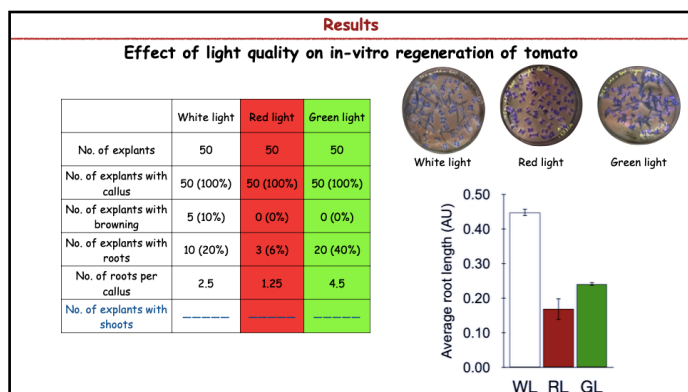 Results
Effect of light quality on in-vitro regeneration of tomato
White light Red light Green light
No. of explants 50 50 50
No. of explants with callus 50 (100%) 50 (100%) 50 (100%)
No. of explants with browning 5 (10%) 0 (0%) 0 (0%)
No. of explants with roots 10 (20%) 3 (6%) 20 (40%)
No. of roots per callus 2.5 1.25 4.5
No. of explants with shoots ————— ————— —————
White light Red light Green light
Average root length (AU)
0.50
0.40
0.30
0.20
0.10
0.00
WL RL GL